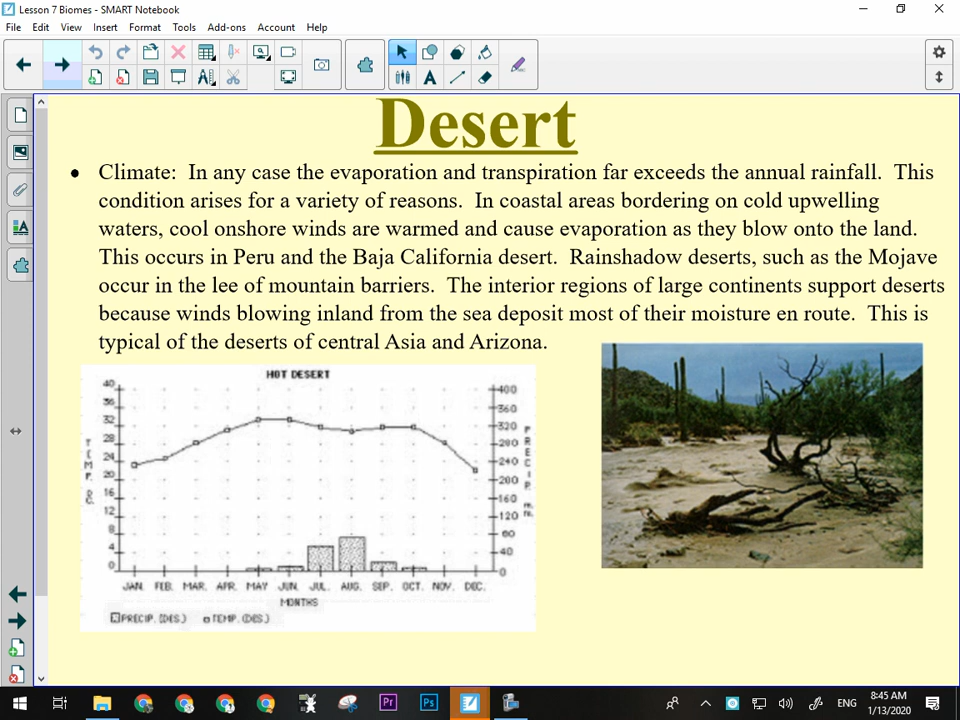 Lesson 7 Biomes - SMART Notebook
File Edit View Insert Format Tools Add-ons Account Help
Desert
• Climate: In any case the evaporation and transpiration far exceeds the annual rainfall. This
condition arises for a variety of reasons. In coastal areas bordering on cold upwelling
waters, cool onshore winds are warmed and cause evaporation as they blow onto the land.
This occurs in Peru and the Baja California desert. Rainshadow deserts, such as the Mojave
occur in the lee of mountain barriers. The interior regions of large continents support deserts
because winds blowing inland from the sea deposit most of their moisture en route. This is
typical of the deserts of central Asia and Arizona.
HOT DESERT
40 400
36 360
32 320
28 280
24 240
20 200
16 160
12 120
8 80
4 40
0 0
TEMP. OC
PRECIP. mm
JAN. FEB. MAR. APR. MAY JUN. JUL. AUG. SEP. OCT. NOV. DEC.
MONTHS
PRECIP. (DES.) TEMP. (DES.)
Pr Ps ENG 8:45 AM
1/13/2020